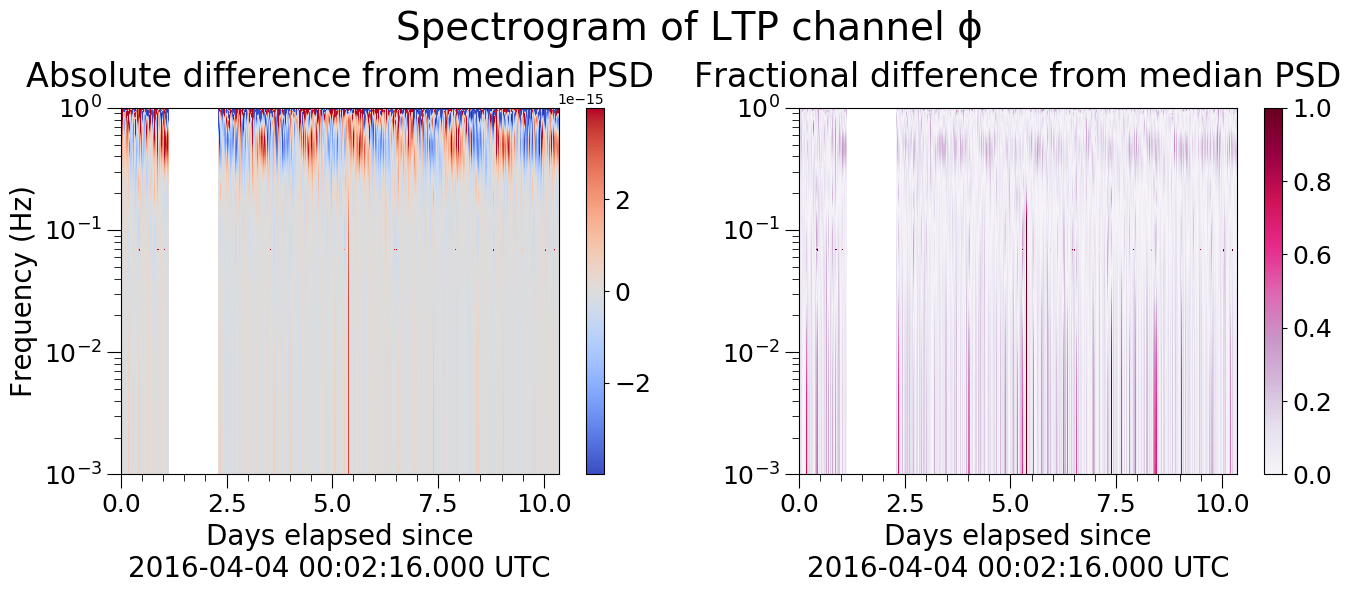 Spectrogram of LTP channel ϕ
Absolute difference from median PSD
Fractional difference from median PSD
1e−15
Frequency (Hz)
10⁰
10⁻¹
10⁻²
10⁻³
0.0 2.5 5.0 7.5 10.0
Days elapsed since
2016-04-04 00:02:16.000 UTC
2
0
−2
10⁰
10⁻¹
10⁻²
10⁻³
0.0 2.5 5.0 7.5 10.0
Days elapsed since
2016-04-04 00:02:16.000 UTC
1.0
0.8
0.6
0.4
0.2
0.0